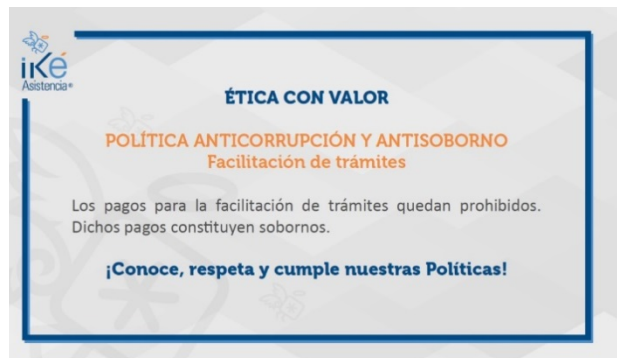 iKé
Asistencia®
ÉTICA CON VALOR
POLÍTICA ANTICORRUPCIÓN Y ANTISOBORNO
Facilitación de trámites
Los pagos para la facilitación de trámites quedan prohibidos.
Dichos pagos constituyen sobornos.
¡Conoce, respeta y cumple nuestras Políticas!